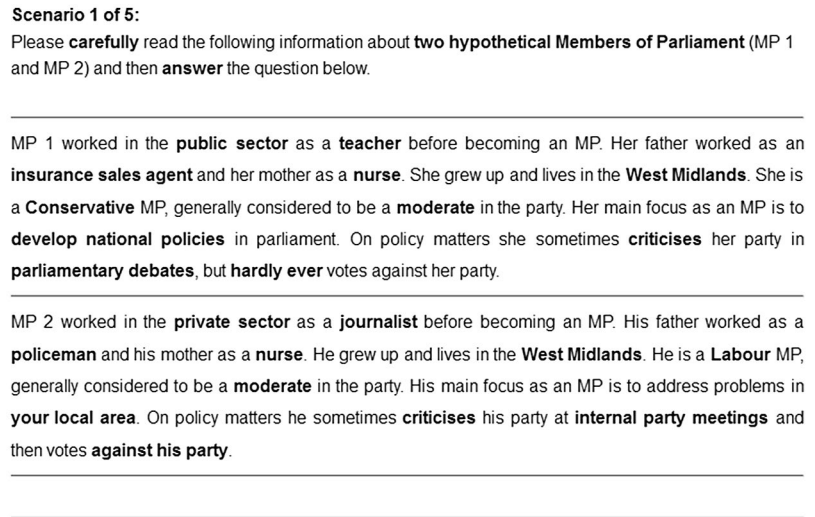 Scenario 1 of 5:
Please carefully read the following information about two hypothetical Members of Parliament (MP 1
and MP 2) and then answer the question below.
MP 1 worked in the public sector as a teacher before becoming an MP. Her father worked as an
insurance sales agent and her mother as a nurse. She grew up and lives in the West Midlands. She is
a Conservative MP, generally considered to be a moderate in the party. Her main focus as an MP is to
develop national policies in parliament. On policy matters she sometimes criticises her party in
parliamentary debates, but hardly ever votes against her party.
MP 2 worked in the private sector as a journalist before becoming an MP. His father worked as a
policeman and his mother as a nurse. He grew up and lives in the West Midlands. He is a Labour MP,
generally considered to be a moderate in the party. His main focus as an MP is to address problems in
your local area. On policy matters he sometimes criticises his party at internal party meetings and
then votes against his party.